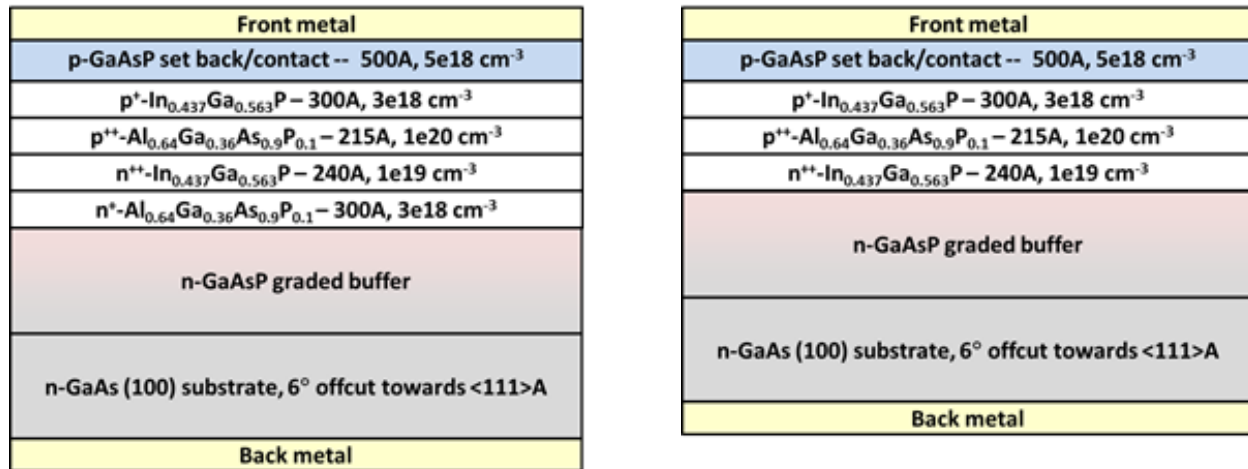 Front metal
p-GaAsP set back/contact -- 500A, 5e18 cm⁻³
p⁺-In₀.₄₃₇Ga₀.₅₆₃P – 300A, 3e18 cm⁻³
p⁺⁺-Al₀.₆₄Ga₀.₃₆As₀.₉P₀.₁ – 215A, 1e20 cm⁻³
n⁺⁺-In₀.₄₃₇Ga₀.₅₆₃P – 240A, 1e19 cm⁻³
n⁺-Al₀.₆₄Ga₀.₃₆As₀.₉P₀.₁ – 300A, 3e18 cm⁻³
n-GaAsP graded buffer
n-GaAs (100) substrate, 6° offcut towards <111>A
Back metal
Front metal
p-GaAsP set back/contact -- 500A, 5e18 cm⁻³
p⁺-In₀.₄₃₇Ga₀.₅₆₃P – 300A, 3e18 cm⁻³
p⁺⁺-Al₀.₆₄Ga₀.₃₆As₀.₉P₀.₁ – 215A, 1e20 cm⁻³
n⁺⁺-In₀.₄₃₇Ga₀.₅₆₃P – 240A, 1e19 cm⁻³
n-GaAsP graded buffer
n-GaAs (100) substrate, 6° offcut towards <111>A
Back metal